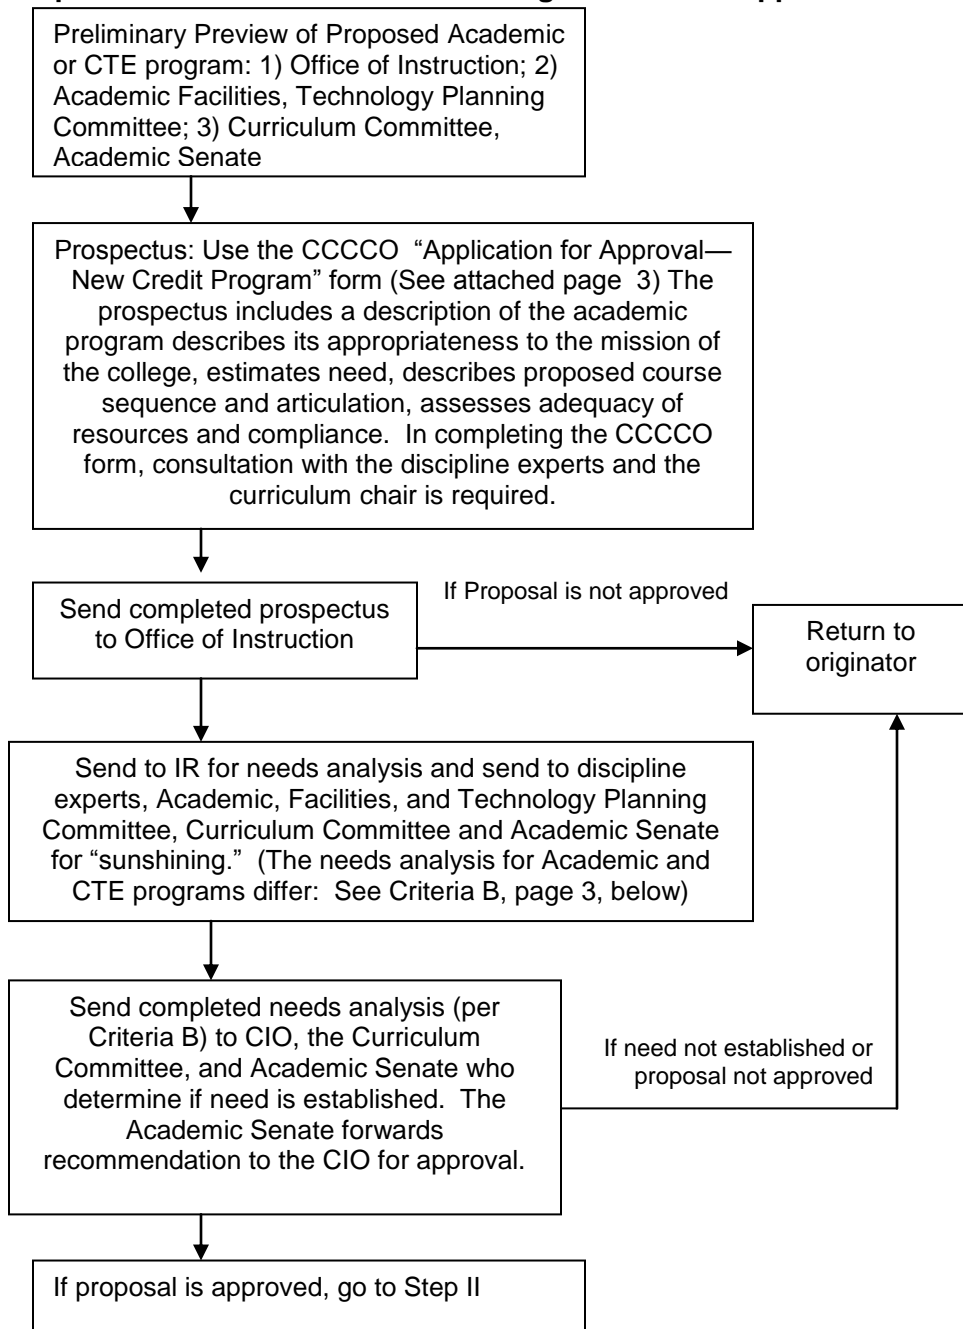 Preliminary Preview of Proposed Academic
or CTE program: 1) Office of Instruction; 2)
Academic Facilities, Technology Planning
Committee; 3) Curriculum Committee,
Academic Senate
Prospectus: Use the CCCCO “Application for Approval—
New Credit Program” form (See attached page 3) The
prospectus includes a description of the academic
program describes its appropriateness to the mission of
the college, estimates need, describes proposed course
sequence and articulation, assesses adequacy of
resources and compliance. In completing the CCCCO
form, consultation with the discipline experts and the
curriculum chair is required.
Send completed prospectus
to Office of Instruction
If Proposal is not approved
Return to
originator
Send to IR for needs analysis and send to discipline
experts, Academic, Facilities, and Technology Planning
Committee, Curriculum Committee and Academic Senate
for “sunshining.” (The needs analysis for Academic and
CTE programs differ: See Criteria B, page 3, below)
Send completed needs analysis (per
Criteria B) to CIO, the Curriculum
Committee, and Academic Senate who
determine if need is established. The
Academic Senate forwards
recommendation to the CIO for approval.
If need not established or
proposal not approved
If proposal is approved, go to Step II